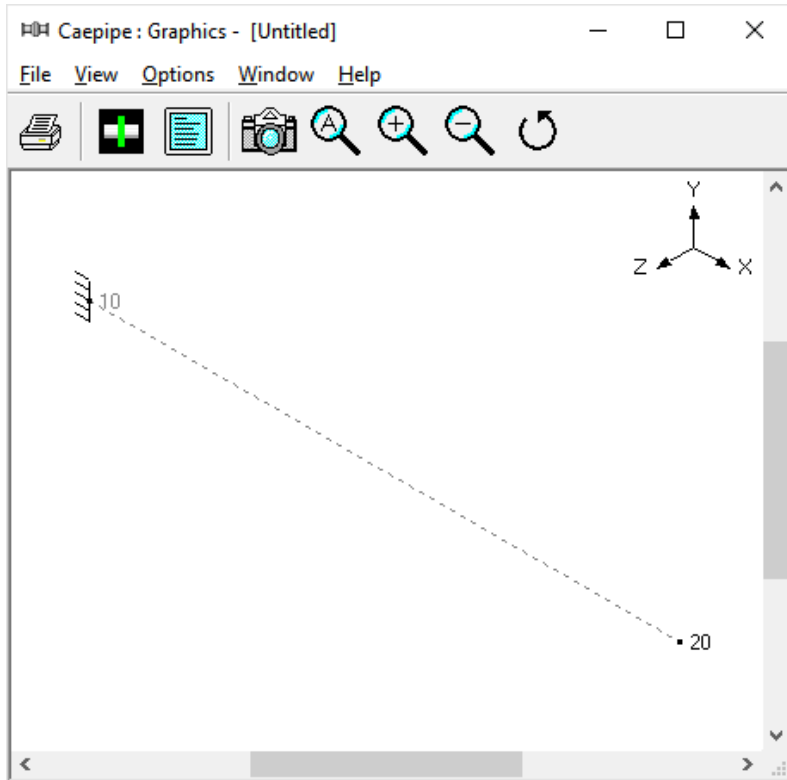 Caepipe : Graphics - [Untitled]
File View Options Window Help
A
Y
Z X
10
20